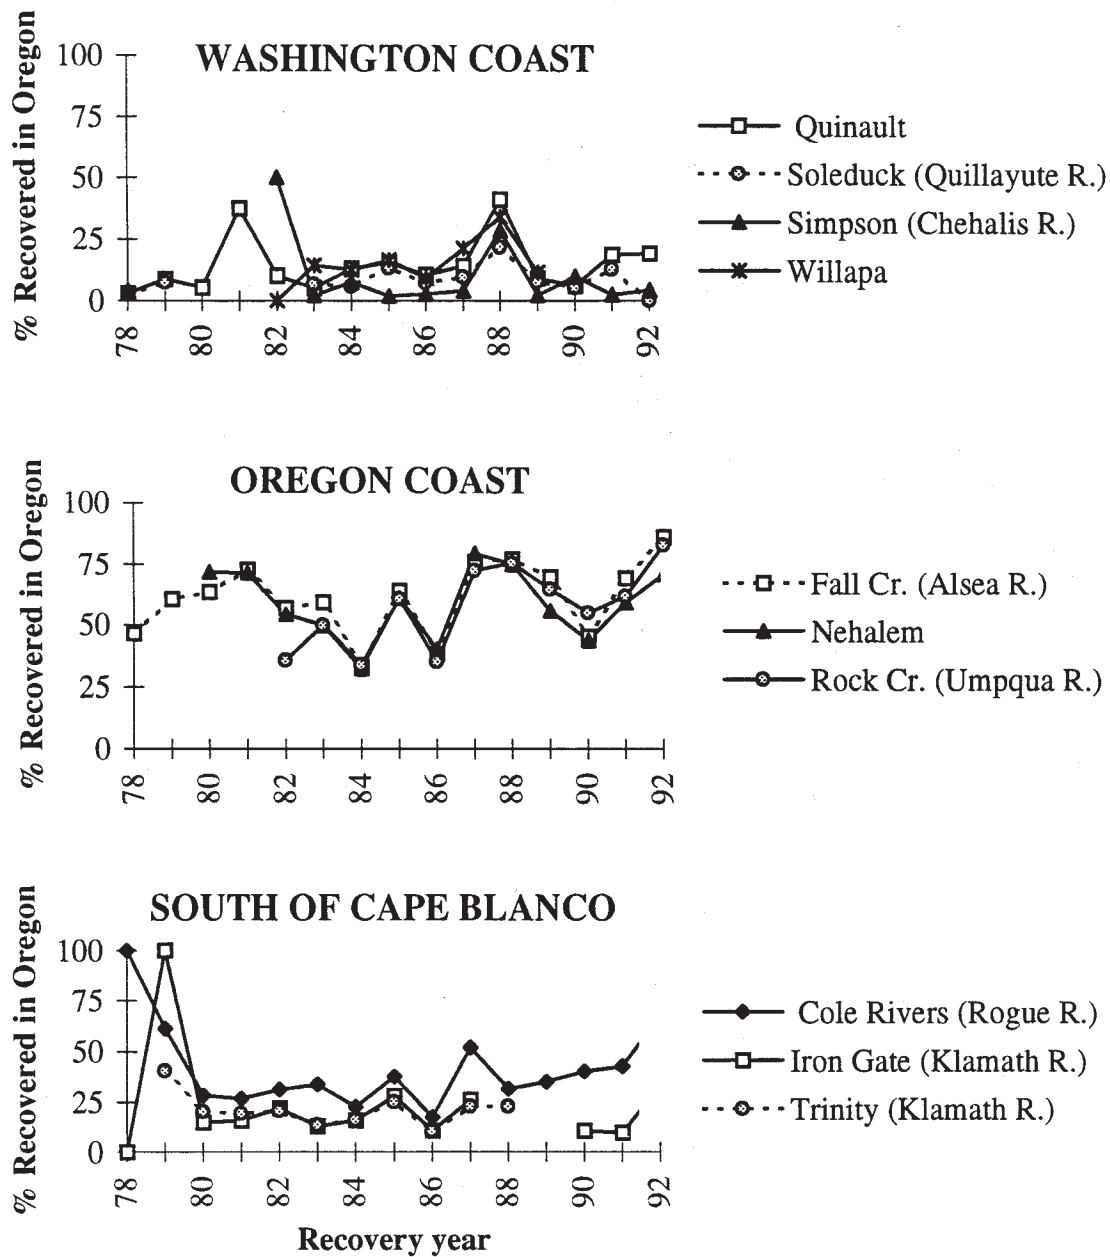 WASHINGTON COAST
% Recovered in Oregon
100
75
50
25
0
78
80
82
84
86
88
90
92
Quinault
Soleduck (Quillayute R.)
Simpson (Chehalis R.)
Willapa
OREGON COAST
% Recovered in Oregon
100
75
50
25
0
78
80
82
84
86
88
90
92
Fall Cr. (Alsea R.)
Nehalem
Rock Cr. (Umpqua R.)
SOUTH OF CAPE BLANCO
% Recovered in Oregon
100
75
50
25
0
78
80
82
84
86
88
90
92
Recovery year
Cole Rivers (Rogue R.)
Iron Gate (Klamath R.)
Trinity (Klamath R.)